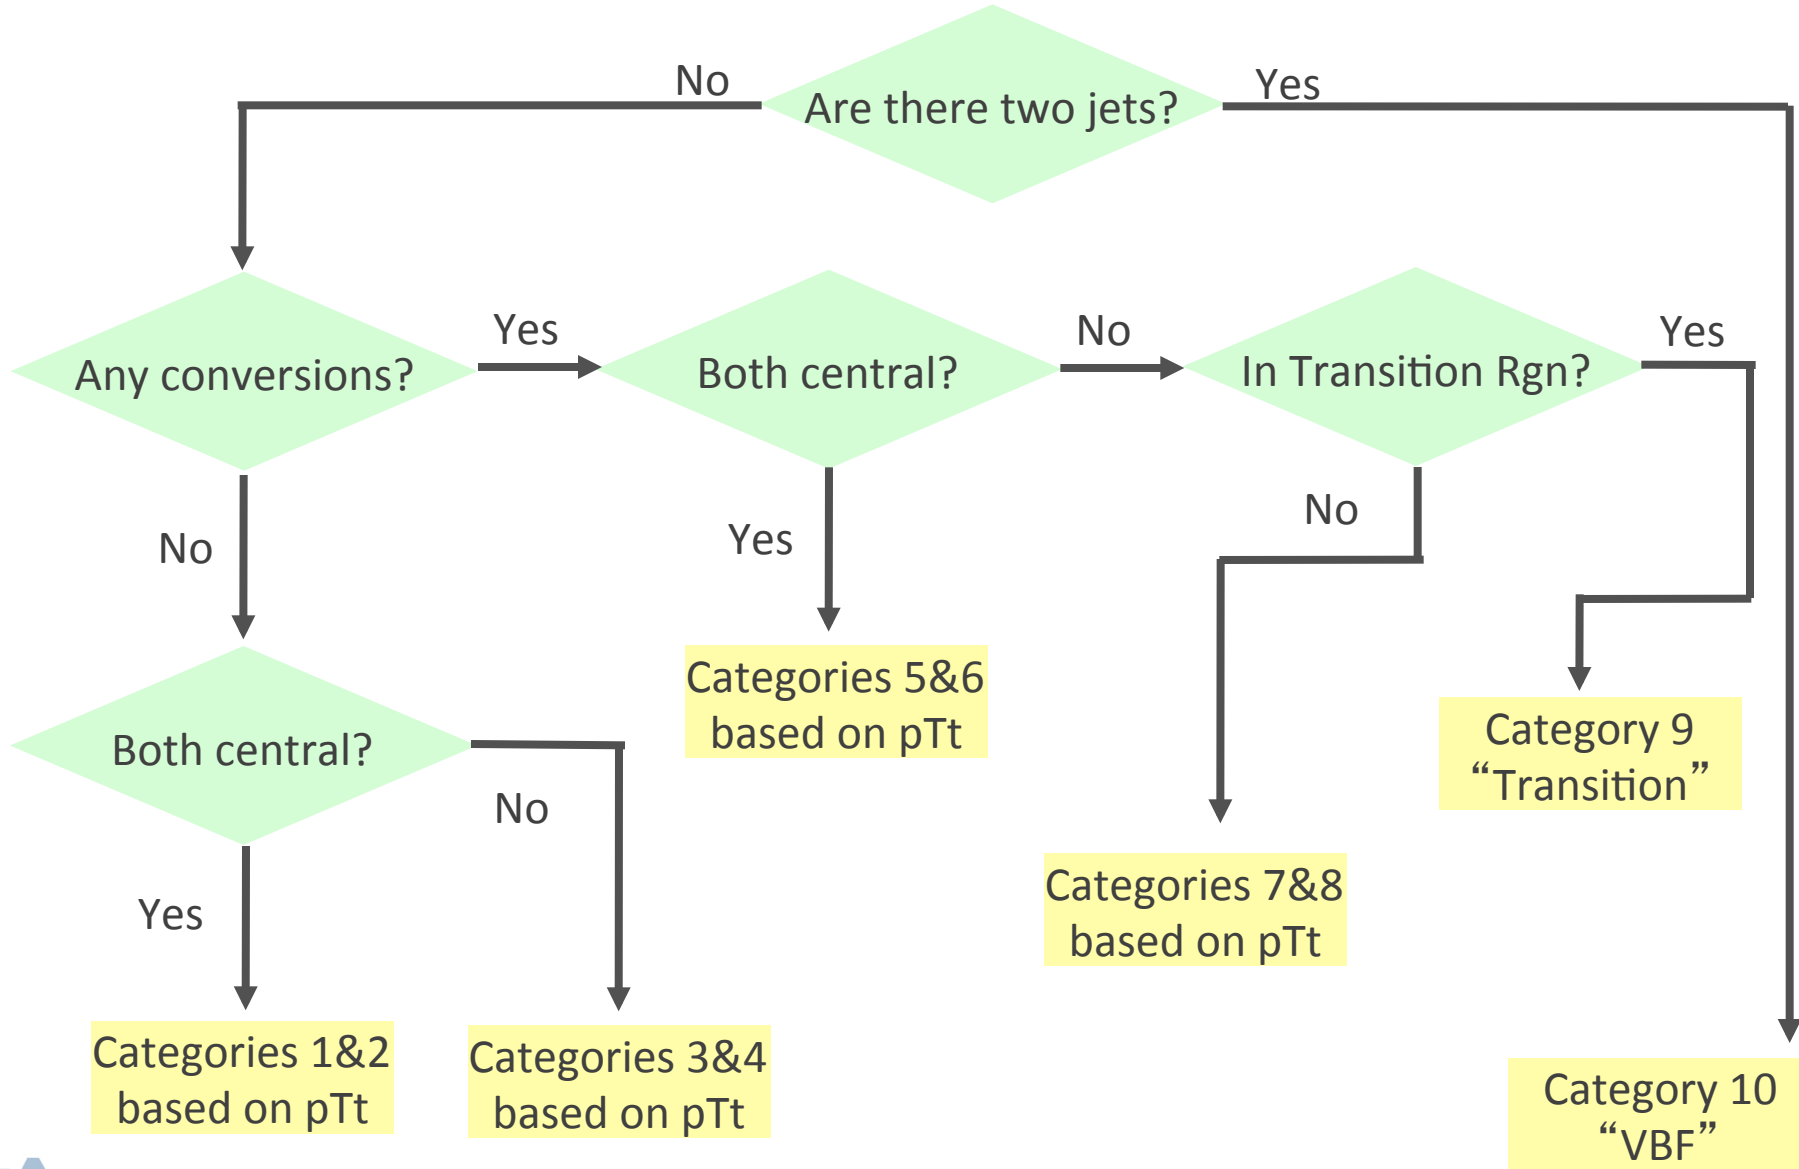 No
Are there two jets?
Yes
Any conversions?
Yes
Both central?
No
In Transition Rgn?
Yes
No
Yes
No
Both central?
No
Yes
Categories 5&6
based on pTt
Category 9
“Transition”
Categories 7&8
based on pTt
Categories 1&2
based on pTt
Categories 3&4
based on pTt
Category 10
“VBF”